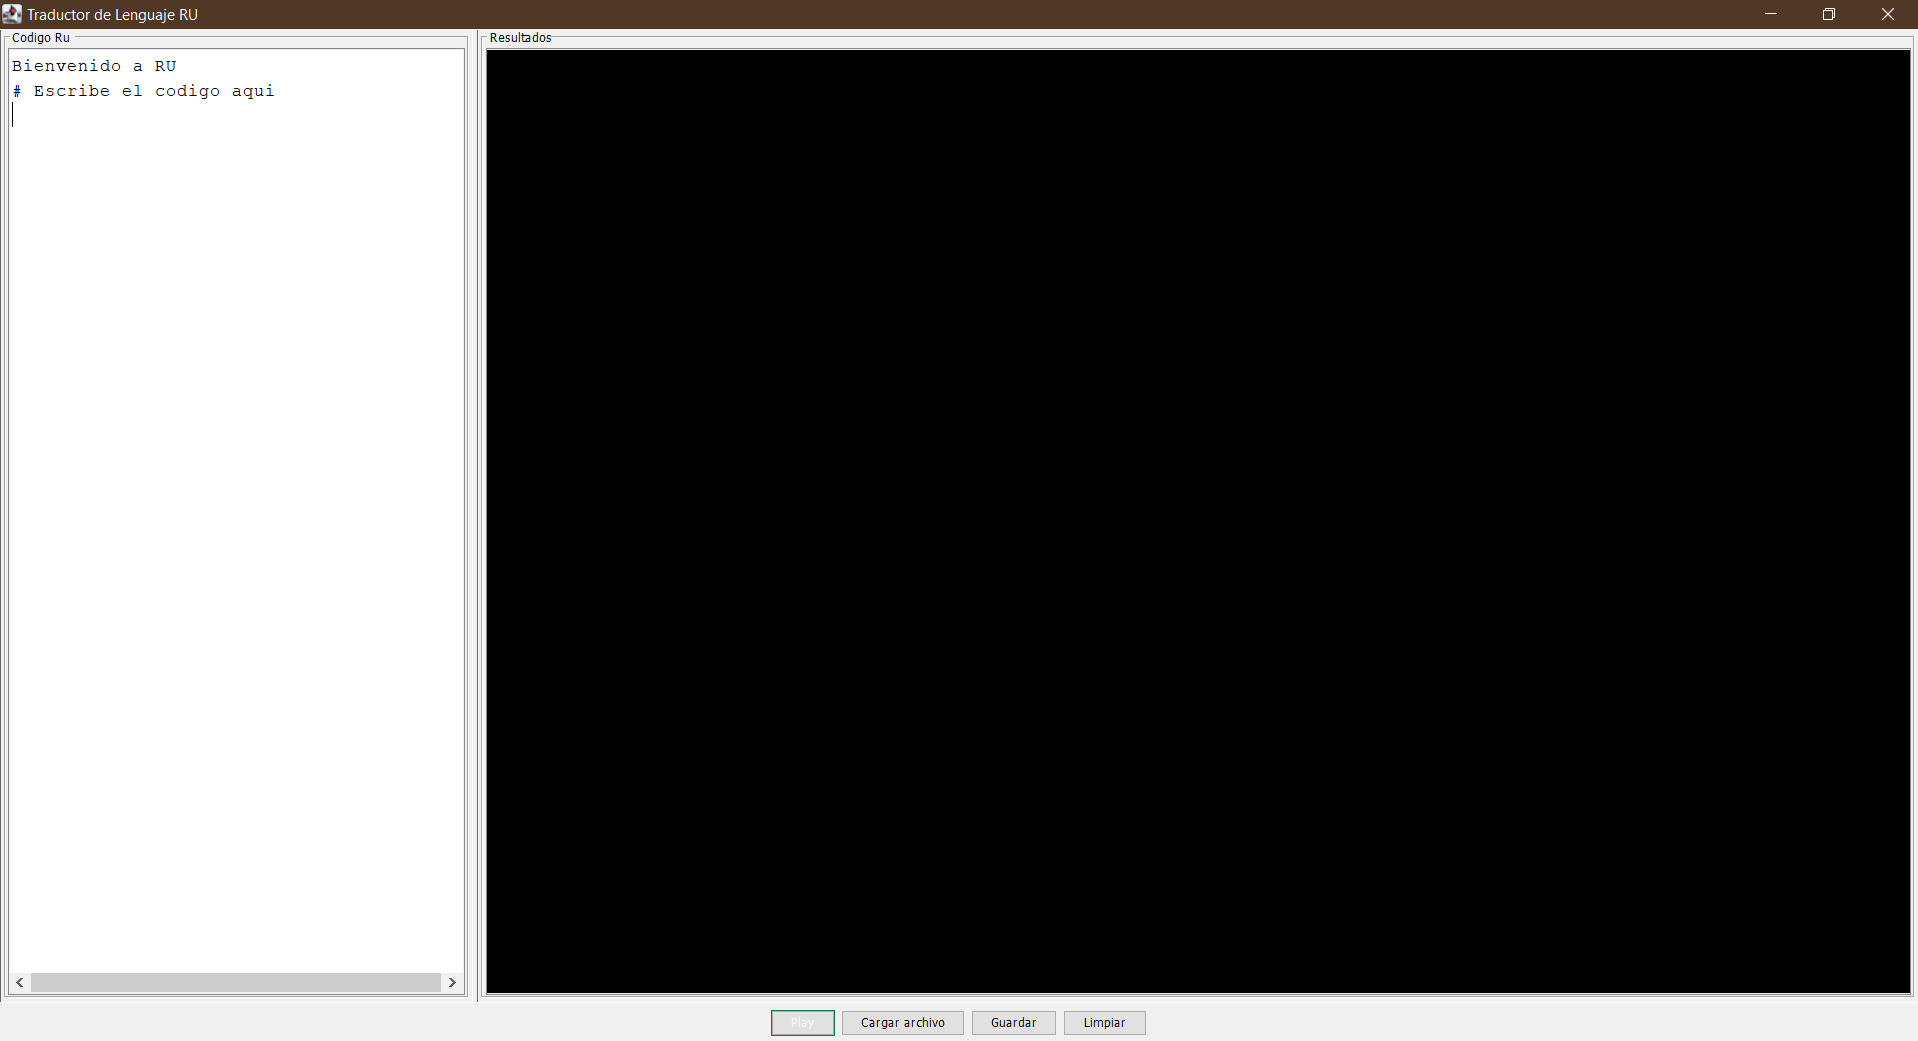 Traductor de Lenguaje RU
Codigo Ru
Bienvenido a RU
# Escribe el codigo aqui
Resultados
Play
Cargar archivo
Guardar
Limpiar